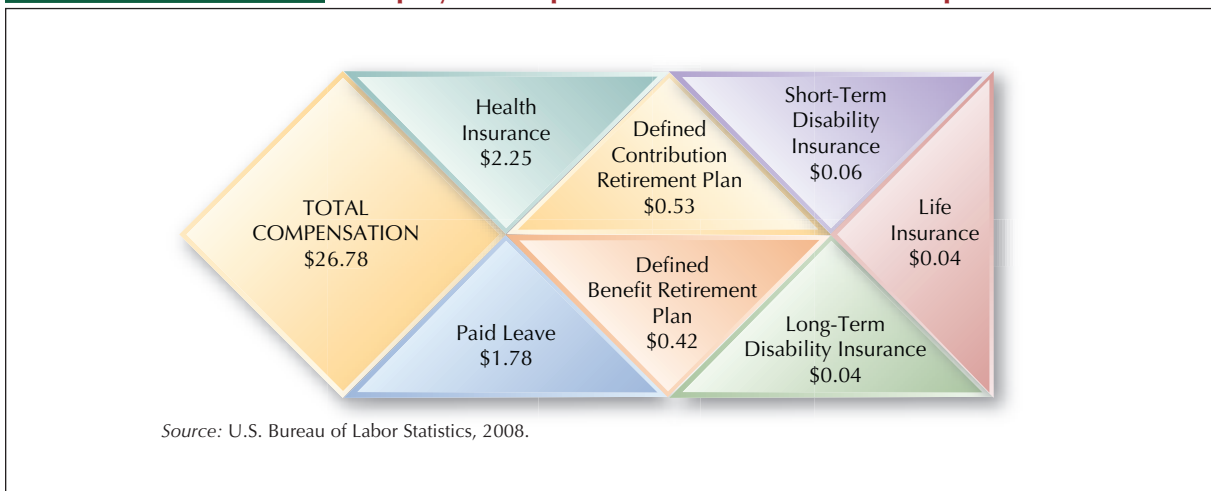 TOTAL
COMPENSATION
$26.78
Health
Insurance
$2.25
Paid Leave
$1.78
Defined
Contribution
Retirement Plan
$0.53
Defined
Benefit Retirement
Plan
$0.42
Short-Term
Disability
Insurance
$0.06
Long-Term
Disability Insurance
$0.04
Life
Insurance
$0.04
Source: U.S. Bureau of Labor Statistics, 2008.